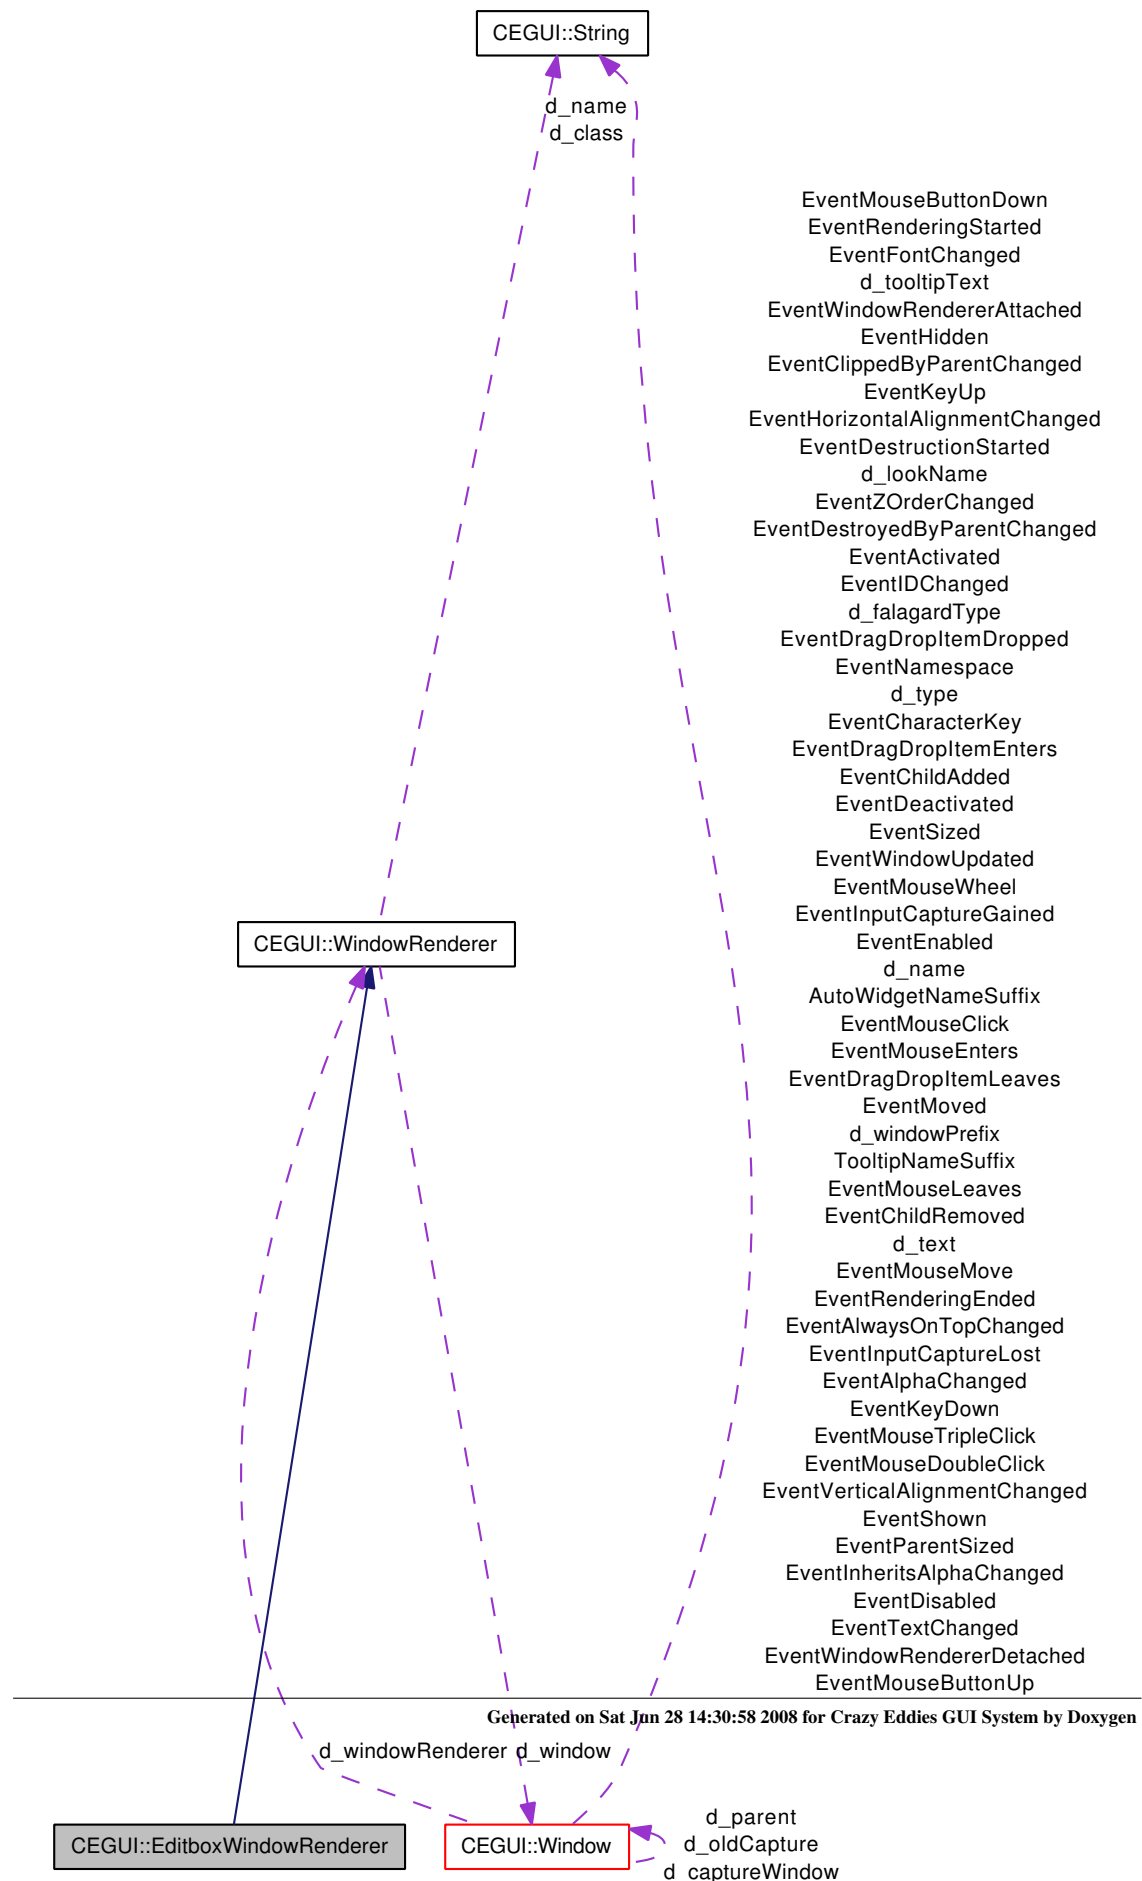 CEGUI::String
d_name
d_class
EventMouseButtonDown
EventRenderingStarted
EventFontChanged
d_tooltipText
EventWindowRendererAttached
EventHidden
EventClippedByParentChanged
EventKeyUp
EventHorizontalAlignmentChanged
EventDestructionStarted
d_lookName
EventZOrderChanged
EventDestroyedByParentChanged
EventActivated
EventIDChanged
d_falagardType
EventDragDropItemDropped
EventNamespace
d_type
EventCharacterKey
EventDragDropItemEnters
EventChildAdded
EventDeactivated
EventSized
EventWindowUpdated
EventMouseWheel
EventInputCaptureGained
EventEnabled
d_name
AutoWidgetNameSuffix
EventMouseClick
EventMouseEnters
EventDragDropItemLeaves
EventMoved
d_windowPrefix
TooltipNameSuffix
EventMouseLeaves
EventChildRemoved
d_text
EventMouseMove
EventRenderingEnded
EventAlwaysOnTopChanged
EventInputCaptureLost
EventAlphaChanged
EventKeyDown
EventMouseTripleClick
EventMouseDoubleClick
EventVerticalAlignmentChanged
EventShown
EventParentSized
EventInheritsAlphaChanged
EventDisabled
EventTextChanged
EventWindowRendererDetached
EventMouseButtonUp
CEGUI::WindowRenderer
Generated on Sat Jun 28 14:30:58 2008 for Crazy Eddies GUI System by Doxygen
d_windowRenderer d_window
CEGUI::EditboxWindowRenderer
CEGUI::Window
d_parent
d_oldCapture
d_captureWindow